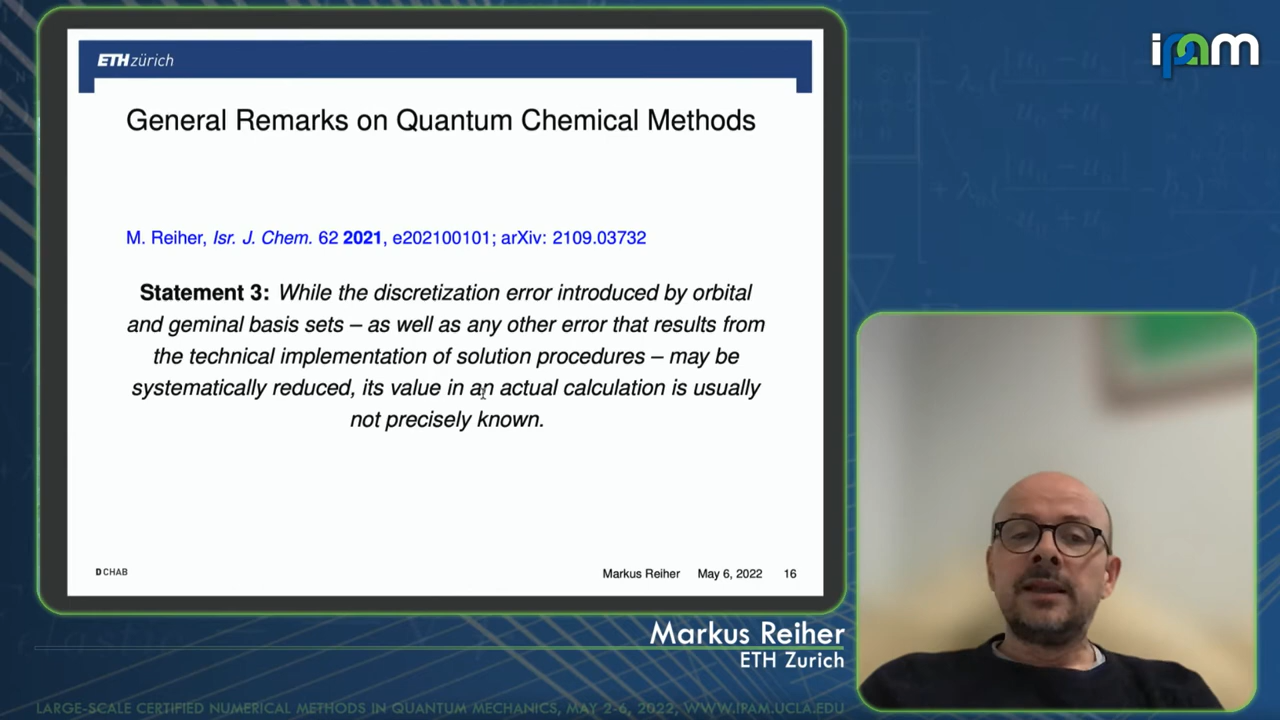 ETH zürich
ipam
General Remarks on Quantum Chemical Methods
M. Reiher, Isr. J. Chem. 62 2021, e202100101; arXiv: 2109.03732
Statement 3: While the discretization error introduced by orbital
and geminal basis sets – as well as any other error that results from
the technical implementation of solution procedures – may be
systematically reduced, its value in an actual calculation is usually
not precisely known.
D CHAB
Markus Reiher May 6, 2022 16
Markus Reiher
ETH Zurich
LARGE-SCALE CERTIFIED NUMERICAL METHODS IN QUANTUM MECHANICS, MAY 2-6, 2022, WWW.IPAM.UCLA.EDU